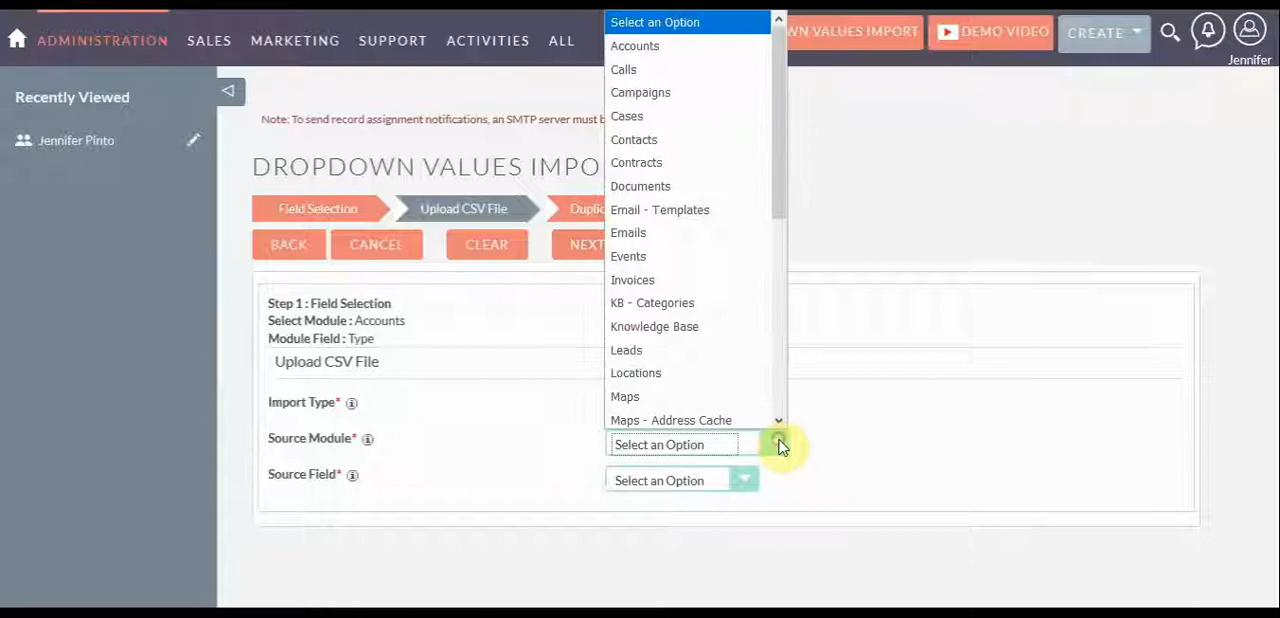 ADMINISTRATION SALES MARKETING SUPPORT ACTIVITIES ALL
WN VALUES IMPORT
DEMO VIDEO
CREATE
Jennifer
Recently Viewed
Jennifer Pinto
Note: To send record assignment notifications, an SMTP server must b
DROPDOWN VALUES IMPO
Field Selection
Upload CSV File
Duplic
BACK
CANCEL
CLEAR
NEXT
Step 1 : Field Selection
Select Module : Accounts
Module Field : Type
Upload CSV File
Import Type*
Source Module*
Source Field*
Select an Option
Accounts
Calls
Campaigns
Cases
Contacts
Contracts
Documents
Email - Templates
Emails
Events
Invoices
KB - Categories
Knowledge Base
Leads
Locations
Maps
Maps - Address Cache
Select an Option
Select an Option